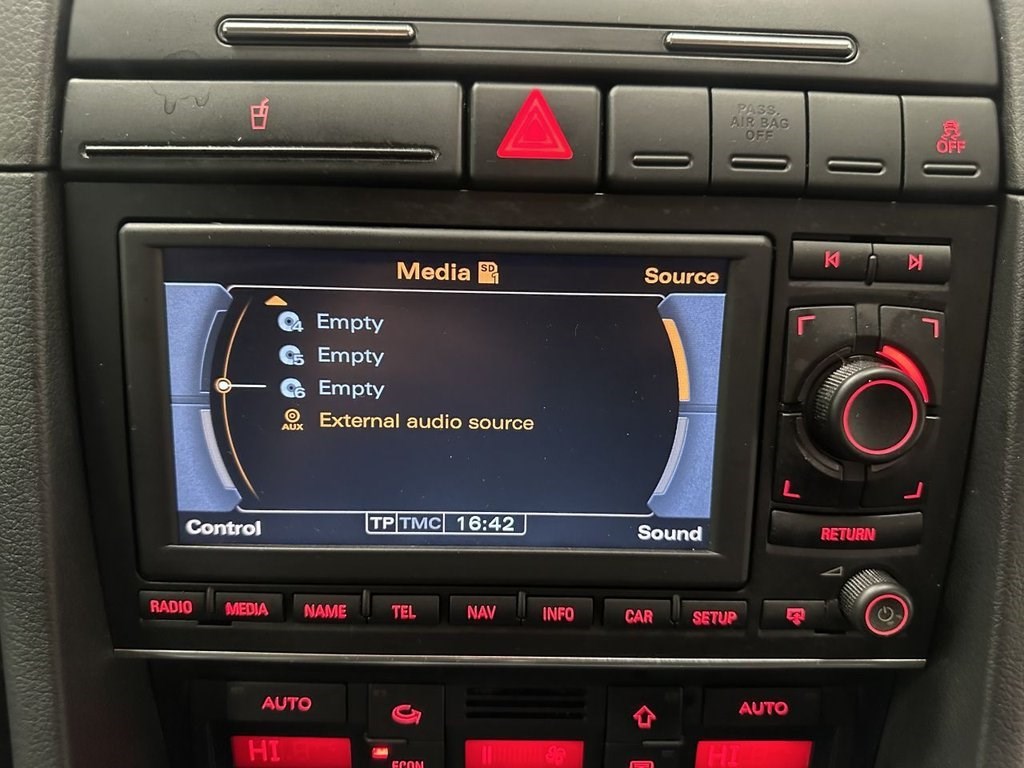 PASS.
AIR BAG
OFF
OFF
Media SD 1
Source
4 Empty
5 Empty
6 Empty
AUX External audio source
Control
TP TMC 16:42
Sound
RETURN
RADIO MEDIA NAME TEL NAV INFO CAR SETUP
AUTO AUTO
HI HI
ECON